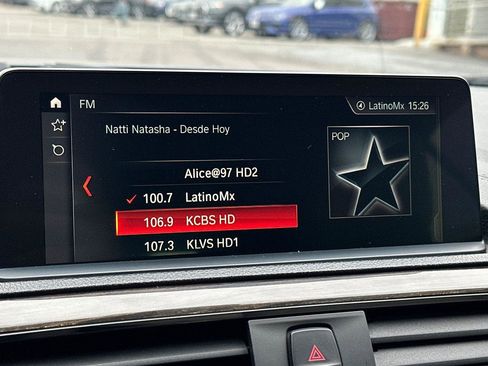 FM
LatinoMx 15:26
Natti Natasha - Desde Hoy
POP
Alice@97 HD2
100.7 LatinoMx
106.9 KCBS HD
107.3 KLVS HD1